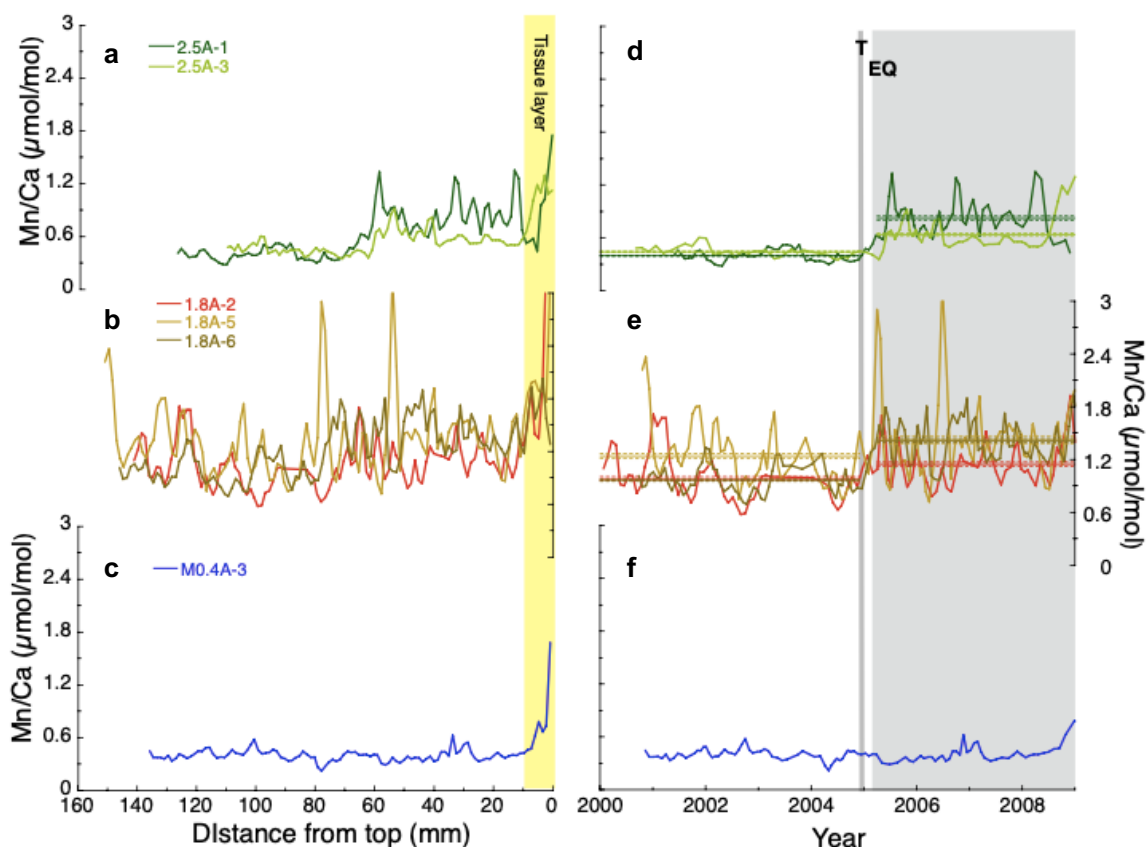 a
2.5A-1
2.5A-3
Tissue layer
3
2.4
1.8
1.2
0.6
0
Mn/Ca (µmol/mol)
d
T
EQ
b
1.8A-2
1.8A-5
1.8A-6
e
3
2.4
1.8
1.2
0.6
0
Mn/Ca (µmol/mol)
c
M0.4A-3
3
2.4
1.8
1.2
0.6
0
Mn/Ca (µmol/mol)
f
160 140 120 100 80 60 40 20 0
DIstance from top (mm)
2000 2002 2004 2006 2008
Year